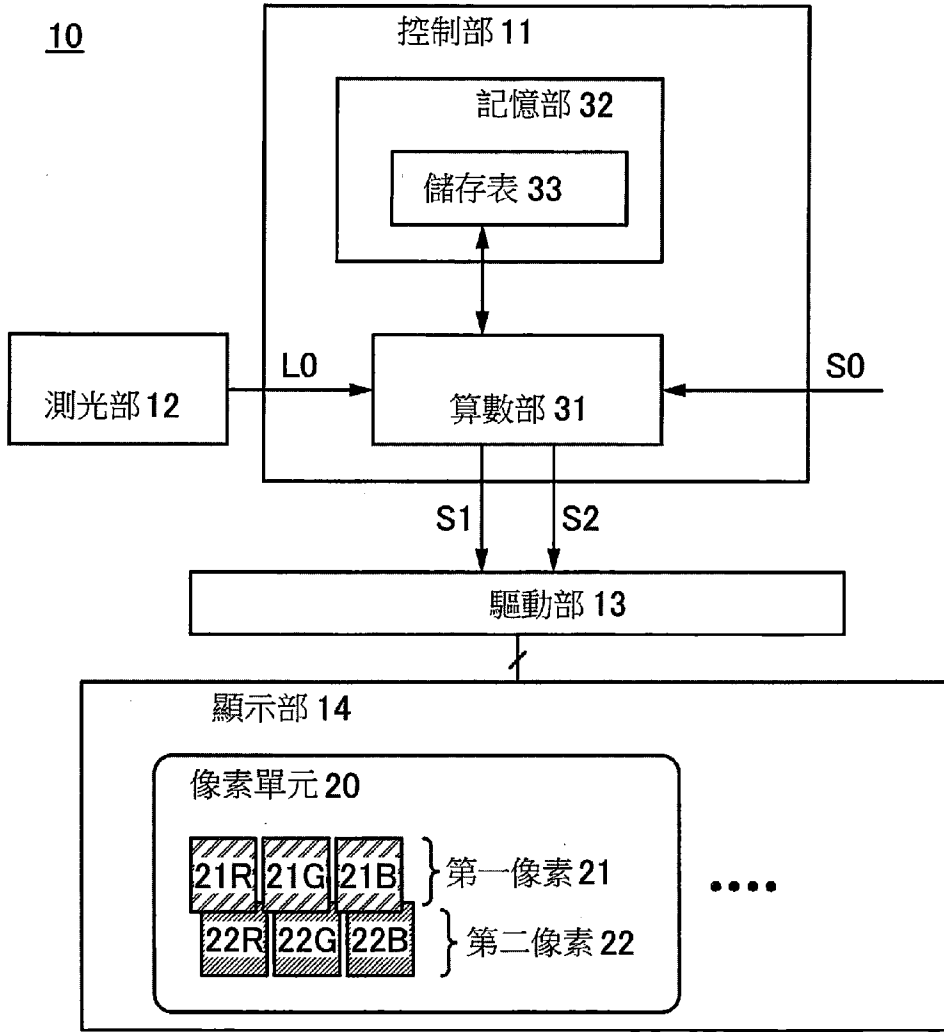 10
控制部 11
記憶部 32
儲存表 33
測光部 12
L0
算數部 31
S0
S1
S2
驅動部 13
顯示部 14
像素單元 20
21R 21G 21B
第一像素 21
22R 22G 22B
第二像素 22